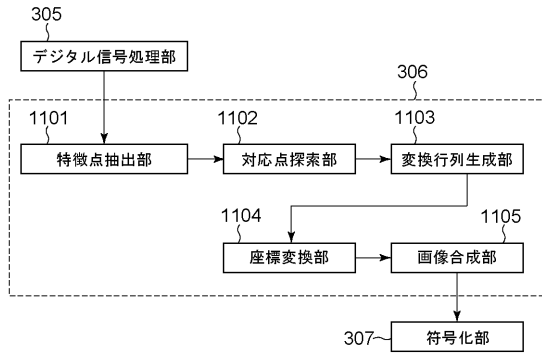 305
デジタル信号処理部
306
1101
1102
1103
特徴点抽出部
対応点探索部
変換行列生成部
1104
1105
座標変換部
画像合成部
307
符号化部